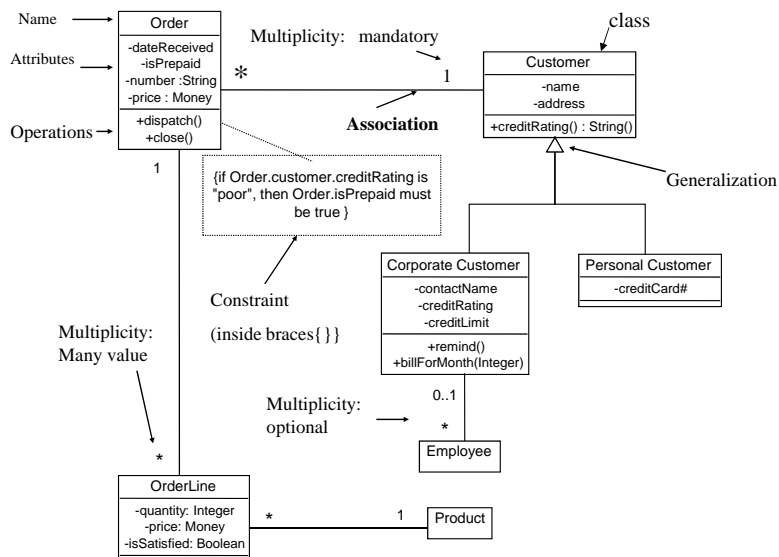 Name
Order
Attributes
-dateReceived
-isPrepaid
-number :String
-price : Money
Operations
+dispatch()
+close()
Multiplicity: mandatory
*
1
Association
class
Customer
-name
-address
+creditRating() : String()
Generalization
1
{if Order.customer.creditRating is
"poor", then Order.isPrepaid must
be true }
Constraint
(inside braces{}}
Corporate Customer
-contactName
-creditRating
-creditLimit
+remind()
+billForMonth(Integer)
Personal Customer
-creditCard#
Multiplicity:
Many value
*
Multiplicity:
optional
0..1
*
Employee
OrderLine
-quantity: Integer
-price: Money
-isSatisfied: Boolean
*
1
Product